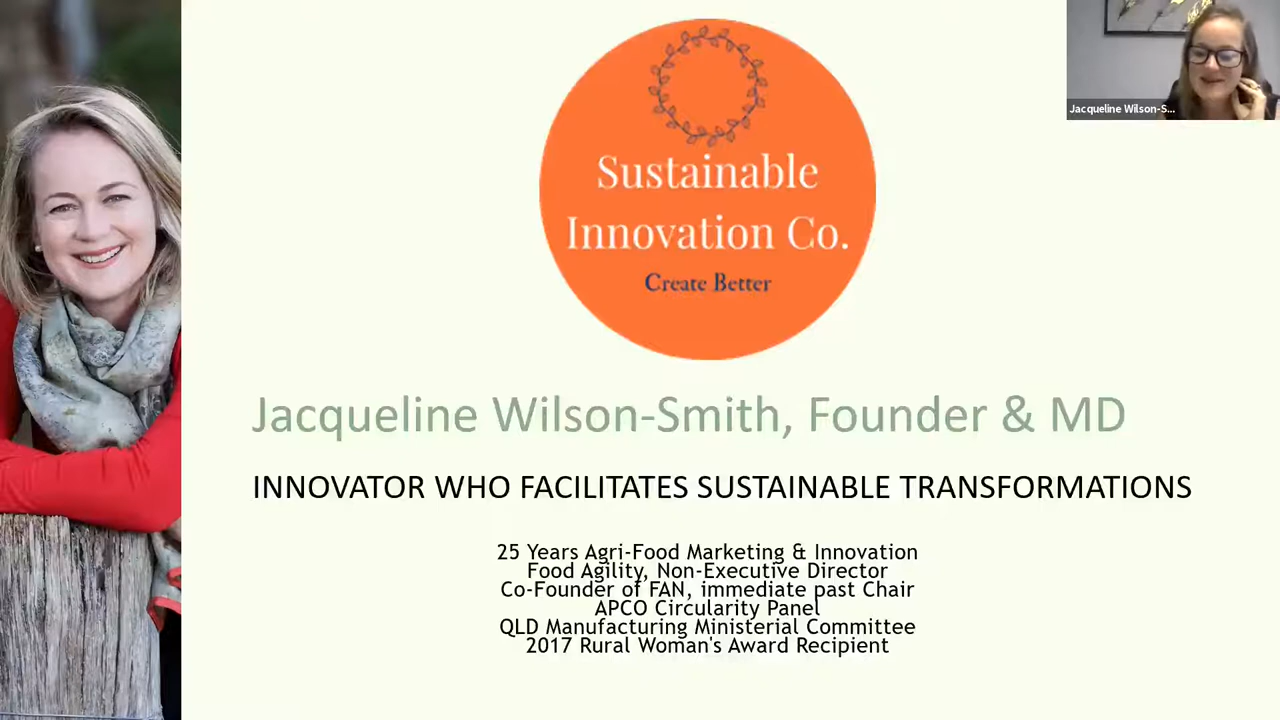 Sustainable
Innovation Co.
Create Better
Jacqueline Wilson-S...
Jacqueline Wilson-Smith, Founder & MD
INNOVATOR WHO FACILITATES SUSTAINABLE TRANSFORMATIONS
25 Years Agri-Food Marketing & Innovation
Food Agility, Non-Executive Director
Co-Founder of FAN, immediate past Chair
APCO Circularity Panel
QLD Manufacturing Ministerial Committee
2017 Rural Woman's Award Recipient